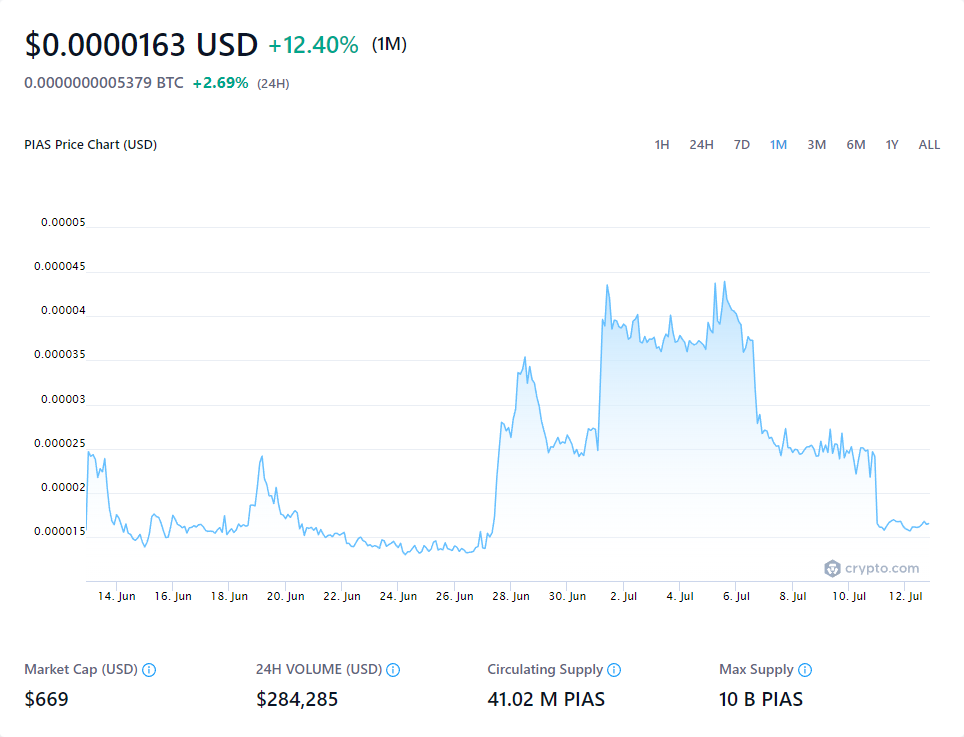 $0.0000163 USD +12.40% (1M)
0.0000000005379 BTC +2.69% (24H)
PIAS Price Chart (USD) 1H 24H 7D 1M 3M 6M 1Y ALL
0.00005
0.000045
0.00004
0.000035
0.00003
0.000025
0.00002
0.000015
crypto.com
14. Jun 16. Jun 18. Jun 20. Jun 22. Jun 24. Jun 26. Jun 28. Jun 30. Jun 2. Jul 4. Jul 6. Jul 8. Jul 10. Jul 12. Jul
Market Cap (USD) 24H VOLUME (USD) Circulating Supply Max Supply
$669 $284,285 41.02 M PIAS 10 B PIAS